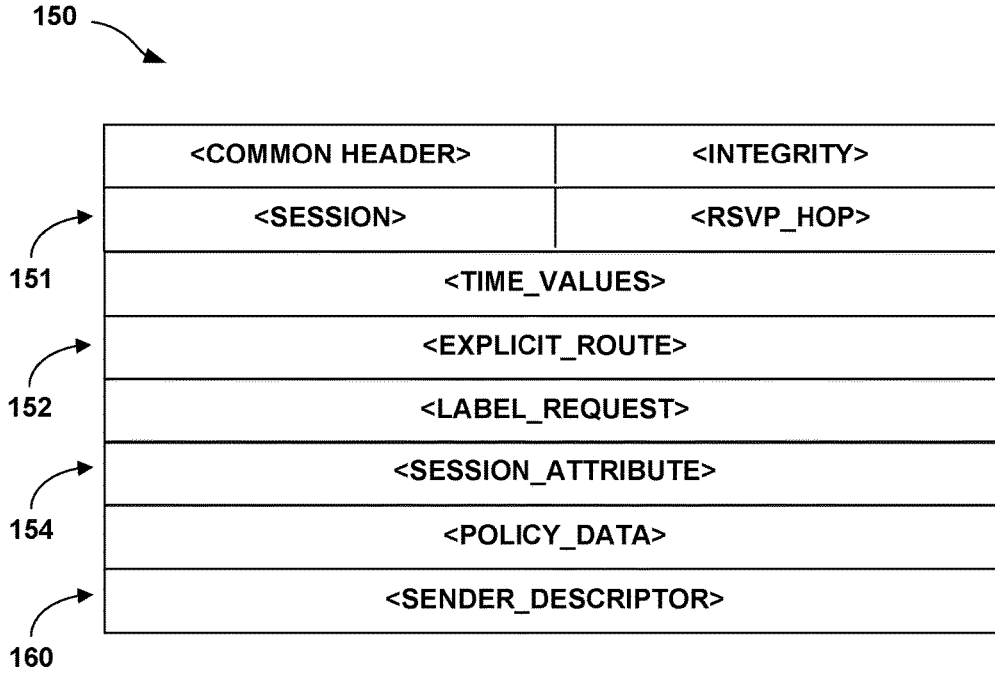 150
<COMMON HEADER> <INTEGRITY>
<SESSION> <RSVP_HOP>
151
<TIME_VALUES>
<EXPLICIT_ROUTE>
152
<LABEL_REQUEST>
<SESSION_ATTRIBUTE>
154
<POLICY_DATA>
<SENDER_DESCRIPTOR>
160